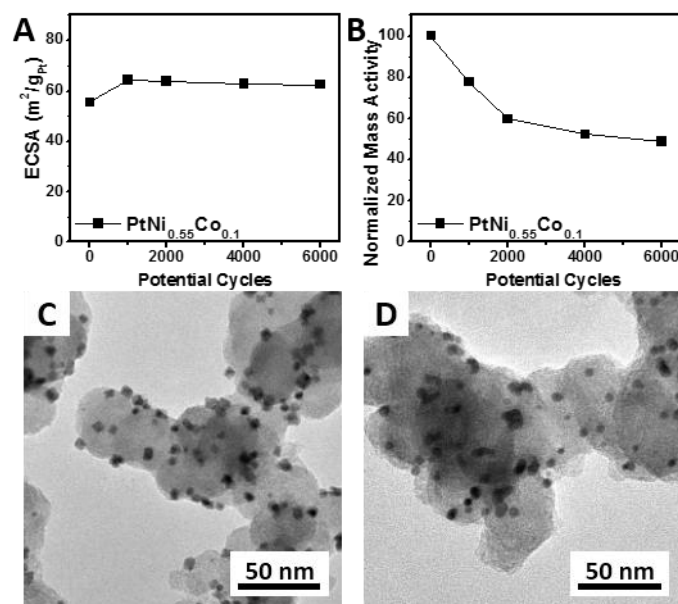 A
ECSA (m²/gPt)
80
60
40
20
0
PtNi0.55Co0.1
0 2000 4000 6000
Potential Cycles
B
Normalized Mass Activity
100
80
60
40
20
0
PtNi0.55Co0.1
0 2000 4000 6000
Potential Cycles
C
50 nm
D
50 nm